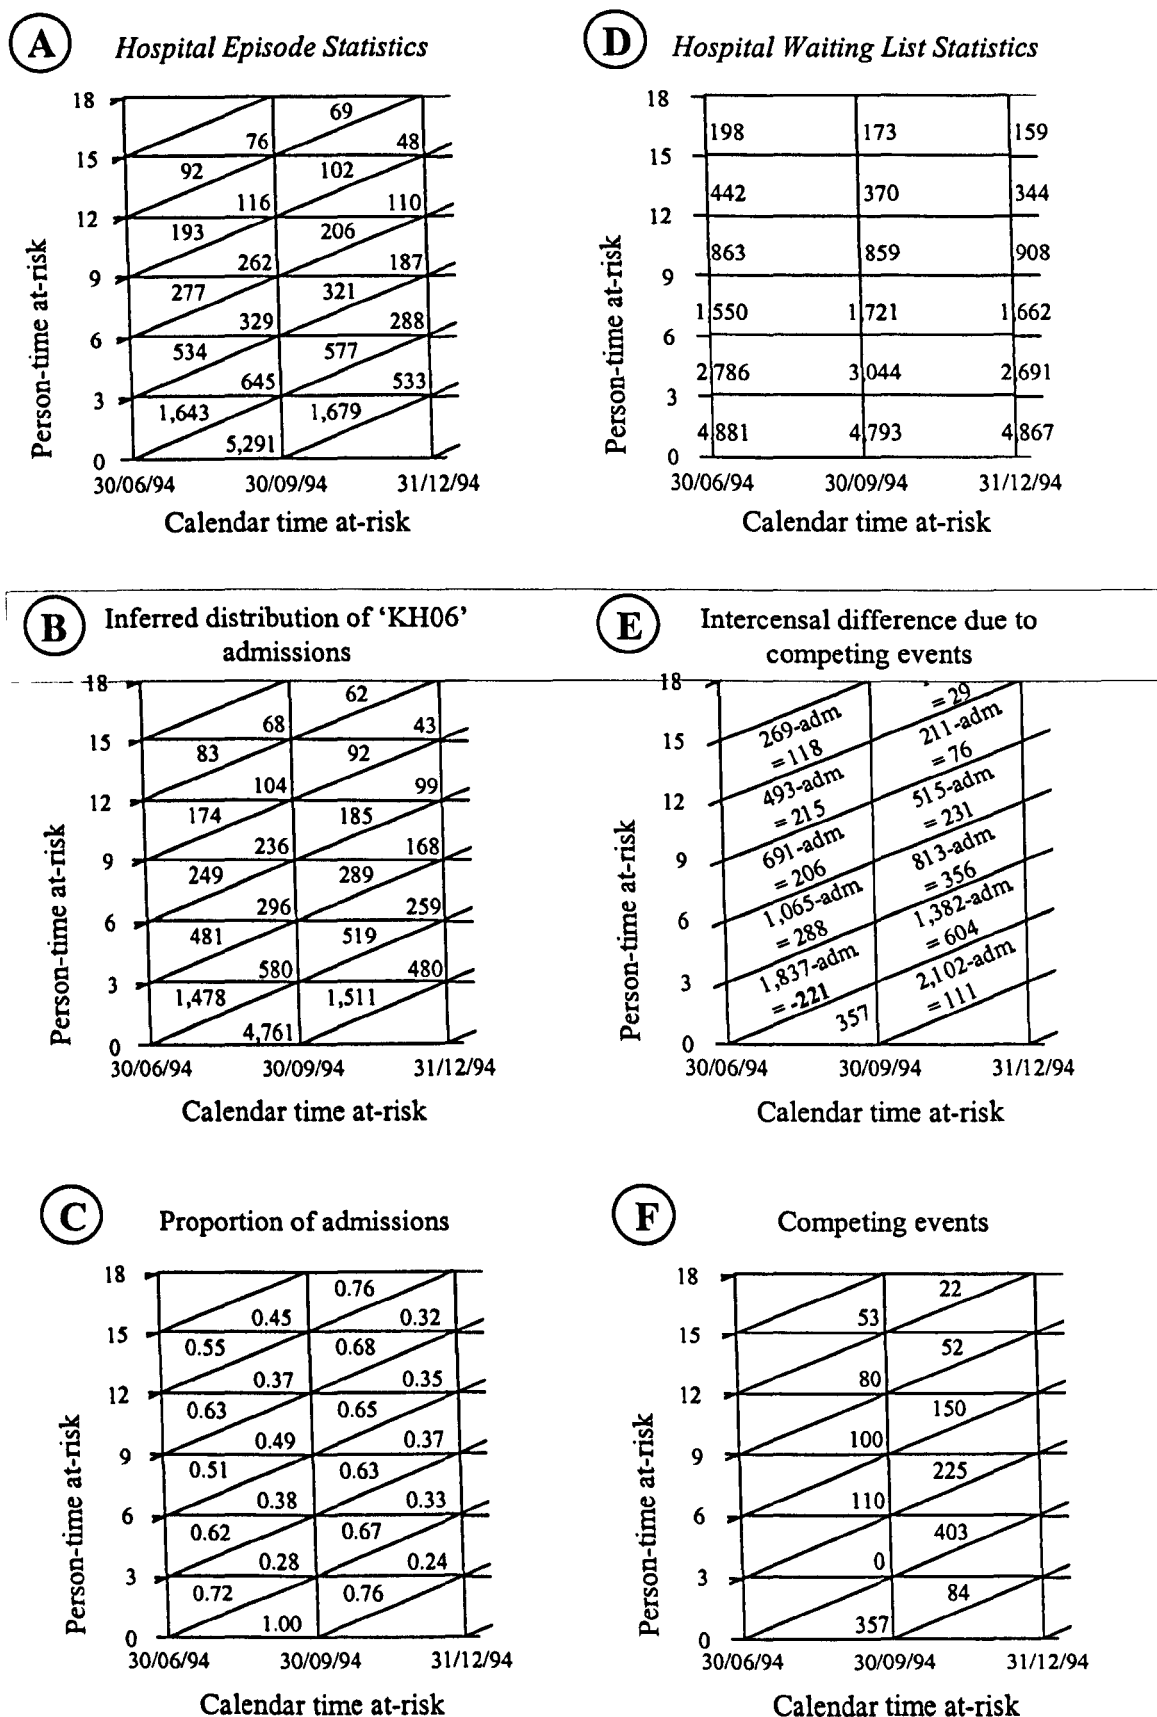 A Hospital Episode Statistics
18
69
76 48
15
92 102
116 110
12
193 206
262 187
9
277 321
329 288
6
534 577
645 533
3
1,643 1,679
5,291
0
30/06/94 30/09/94 31/12/94
Person-time at-risk
Calendar time at-risk
D Hospital Waiting List Statistics
18
198 173 159
15
442 370 344
12
863 859 908
9
1,550 1,721 1,662
6
2,786 3,044 2,691
3
4,881 4,793 4,867
0
30/06/94 30/09/94 31/12/94
Person-time at-risk
Calendar time at-risk
B Inferred distribution of ‘KH06’
admissions
18
62
68 43
15
83 92
104 99
12
174 185
236 168
9
249 289
296 259
6
481 519
580 480
3
1,478 1,511
4,761
0
30/06/94 30/09/94 31/12/94
Person-time at-risk
Calendar time at-risk
E Intercensal difference due to
competing events
18
= 29
269-adm 211-adm
= 118 = 76
15
493-adm 515-adm
= 215 = 231
12
691-adm 813-adm
= 206 = 356
9
1,065-adm 1,382-adm
= 288 = 604
6
1,837-adm 2,102-adm
= -221 =111
3
357
0
30/06/94 30/09/94 31/12/94
Person-time at-risk
Calendar time at-risk
C Proportion of admissions
18
0.76
0.45 0.32
15
0.55 0.68
0.37 0.35
12
0.63 0.65
0.49 0.37
9
0.51 0.63
0.38 0.33
6
0.62 0.67
0.28 0.24
3
0.72 0.76
1.00
0
30/06/94 30/09/94 31/12/94
Person-time at-risk
Calendar time at-risk
F Competing events
18
22
53
15
52
80
12
150
100
9
225
110
6
403
0
3
84
357
0
30/06/94 30/09/94 31/12/94
Person-time at-risk
Calendar time at-risk